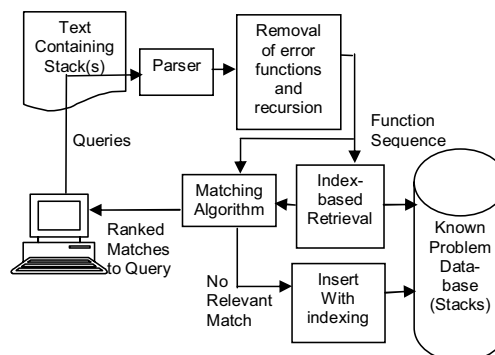 Text
Containing
Stack(s)
Parser
Removal
of error
functions
and
recursion
Queries
Function
Sequence
Matching
Algorithm
Index-
based
Retrieval
Known
Problem
Data-
base
(Stacks)
Ranked
Matches
to Query
No
Relevant
Match
Insert
With
indexing